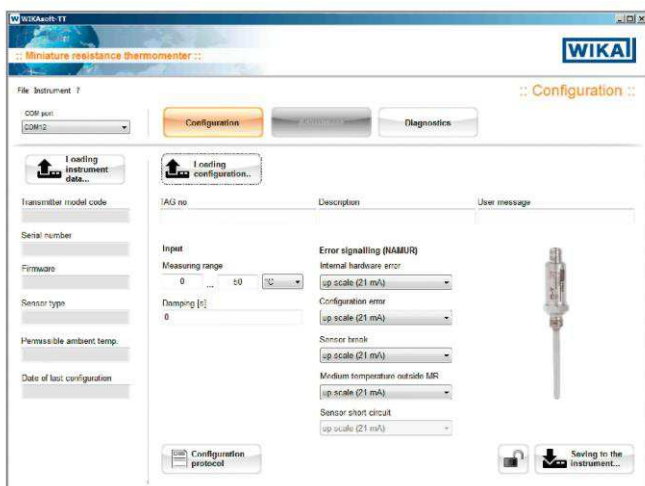 WIKAsoft-TT
:: Miniature resistance thermomenter ::
WIKA
File Instrument ?
:: Configuration ::
COM port
COM12
Configuration
Diagnostics
Loading
instrument
data...
Loading
configuration..
Transmitter model code
TAG no
Description
User message
Serial number
Input
Error signalling (NAMUR)
Measuring range
Internal hardware error
0 ... 50 °C
up scale (21 mA)
Firmware
Damping [s]
Configuration error
0
up scale (21 mA)
Sensor type
Sensor break
up scale (21 mA)
Permissible ambient temp.
Medium temperature outside MR
up scale (21 mA)
Date of last configuration
Sensor short circuit
up scale (21 mA)
Configuration
protocol
Saving to the
instrument...